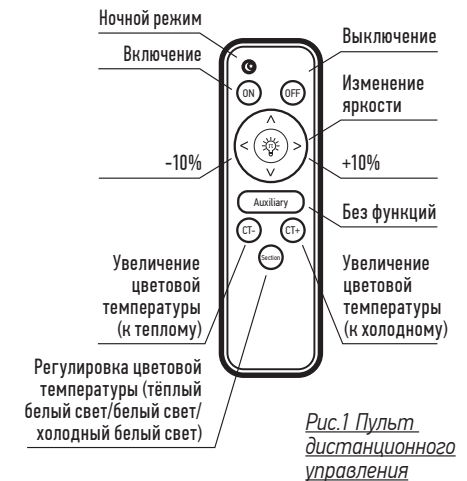 Ночной режим
Включение
Выключение
ON
OFF
Изменение
яркости
-10%
+10%
Auxiliary
Без функций
CT-
CT+
Section
Увеличение
цветовой
температуры
(к теплому)
Увеличение
цветовой
температуры
(к холодному)
Регулировка цветовой
температуры (тёплый
белый свет/белый свет/
холодный белый свет)
Рис.1 Пульт
дистанционного
управления